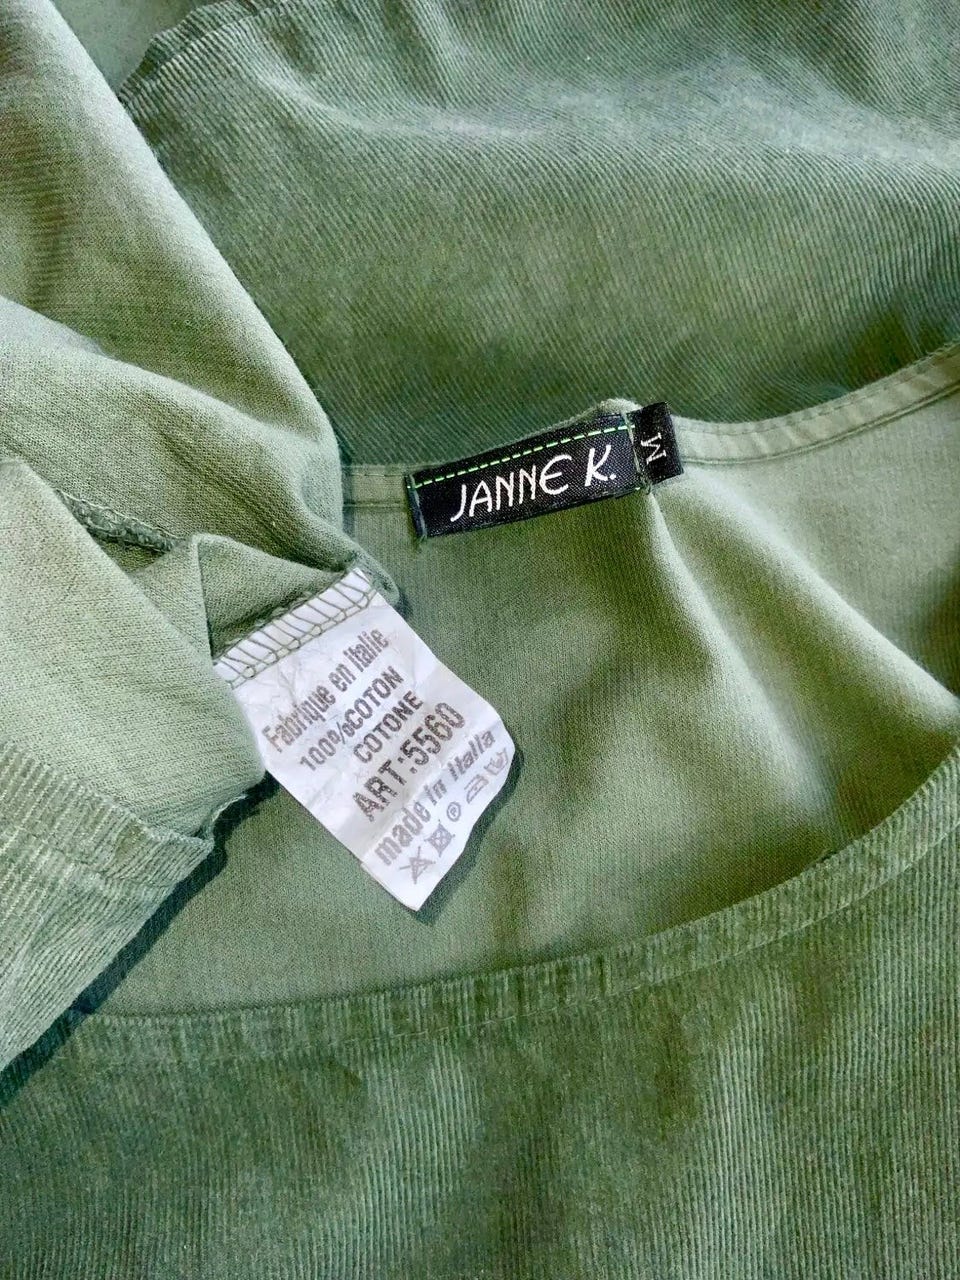 JANNE K.
M
Fabrique en italie
100%COTON
COTONE
ART:5560
made in italia